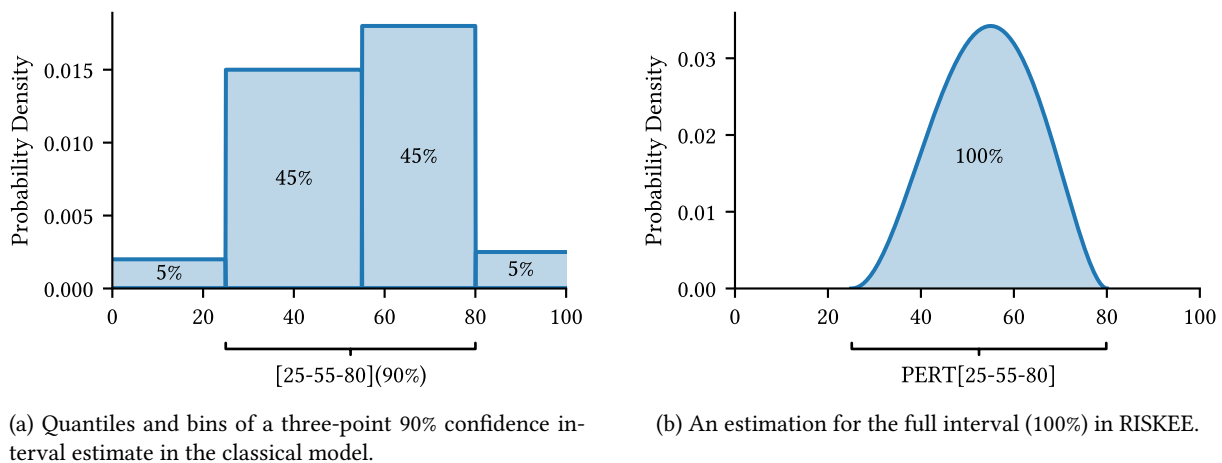 Probability Density
0.015
0.010
0.005
0.000
45%
45%
5%
5%
0 20 40 60 80 100
[25-55-80](90%)
(a) Quantiles and bins of a three-point 90% confidence in-
terval estimate in the classical model.
Probability Density
0.03
0.02
0.01
0.00
100%
0 20 40 60 80 100
PERT[25-55-80]
(b) An estimation for the full interval (100%) in RISKEE.